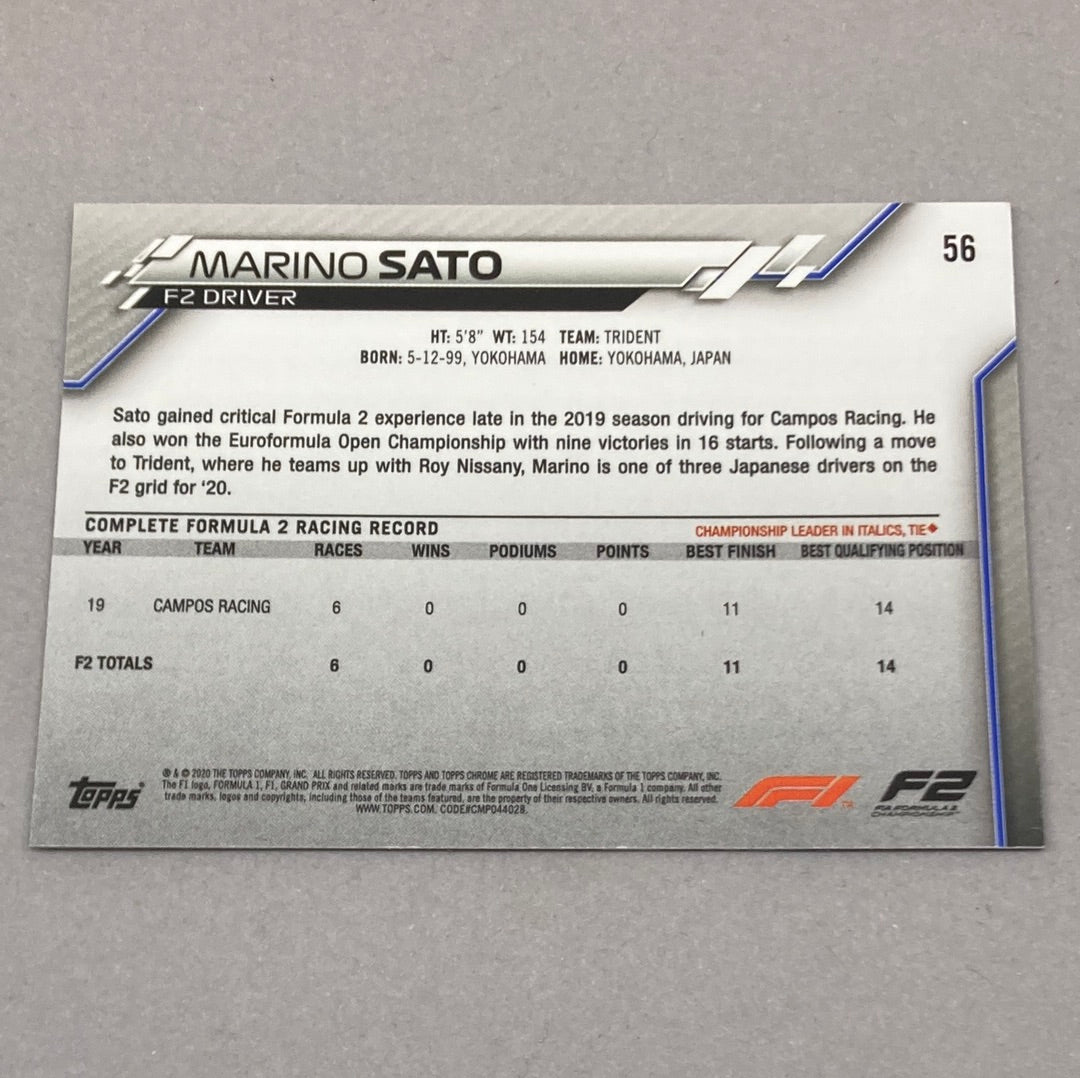 MARINO SATO
56
F2 DRIVER
HT: 5'8" WT: 154 TEAM: TRIDENT
BORN: 5-12-99, YOKOHAMA HOME: YOKOHAMA, JAPAN
Sato gained critical Formula 2 experience late in the 2019 season driving for Campos Racing. He
also won the Euroformula Open Championship with nine victories in 16 starts. Following a move
to Trident, where he teams up with Roy Nissany, Marino is one of three Japanese drivers on the
F2 grid for '20.
COMPLETE FORMULA 2 RACING RECORD CHAMPIONSHIP LEADER IN ITALICS, TIE♦
YEAR TEAM RACES WINS PODIUMS POINTS BEST FINISH BEST QUALIFYING POSITION
19 CAMPOS RACING 6 0 0 0 11 14
F2 TOTALS 6 0 0 0 11 14
Topps
® & © 2020 THE TOPPS COMPANY, INC. ALL RIGHTS RESERVED. TOPPS AND TOPPS CHROME ARE REGISTERED TRADEMARKS OF THE TOPPS COMPANY, INC.
The F1 logo, FORMULA 1, F1, GRAND PRIX and related marks are trade marks of Formula One Licensing BV, a Formula 1 company. All other
trade marks, logos and copyrights, including those of the teams featured, are the property of their respective owners. All rights reserved.
WWW.TOPPS.COM. CODE#CMP044028.
F1 TM
F2
FIA FORMULA 2
CHAMPIONSHIP